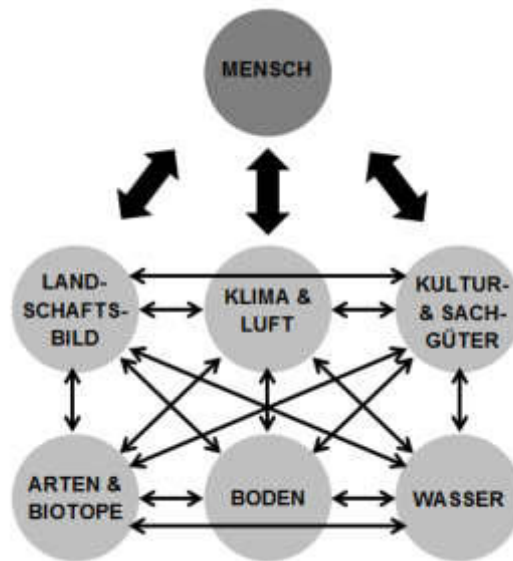 MENSCH
LAND-
SCHAFTS-
BILD
KLIMA &
LUFT
KULTUR-
& SACH-
GÜTER
ARTEN &
BIOTOPE
BODEN
WASSER